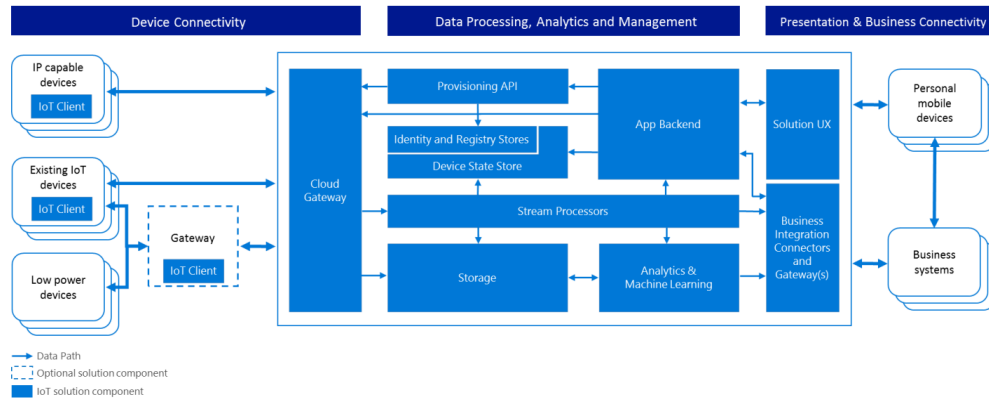 Device Connectivity
Data Processing, Analytics and Management
Presentation & Business Connectivity
IP capable
devices
IoT Client
Existing IoT
devices
IoT Client
Low power
devices
Gateway
IoT Client
Cloud
Gateway
Provisioning API
Identity and Registry Stores
Device State Store
Stream Processors
Storage
App Backend
Analytics &
Machine Learning
Solution UX
Business
Integration
Connectors
and
Gateway(s)
Personal
mobile
devices
Business
systems
Data Path
Optional solution component
IoT solution component